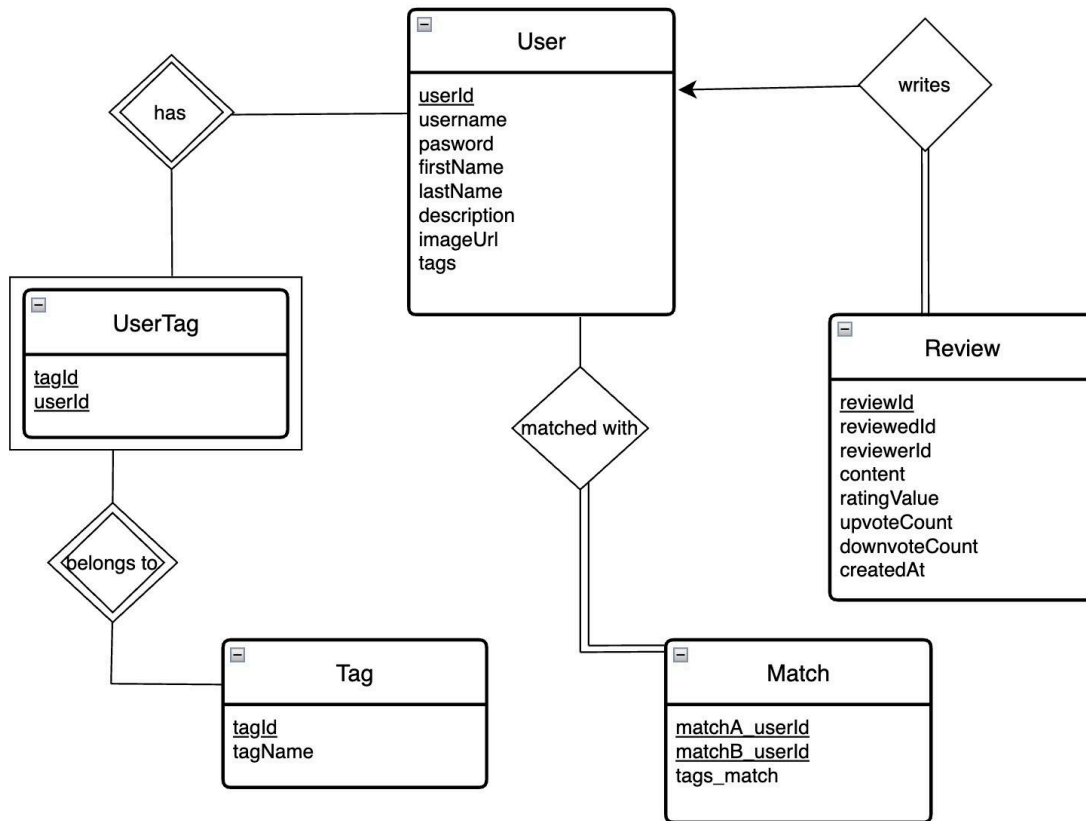 User
userId
username
pasword
firstName
lastName
description
imageUrl
tags
has
writes
UserTag
tagId
userId
matched with
Review
reviewId
reviewedId
reviewerId
content
ratingValue
upvoteCount
downvoteCount
createdAt
belongs to
Tag
tagId
tagName
Match
matchA_userId
matchB_userId
tags_match